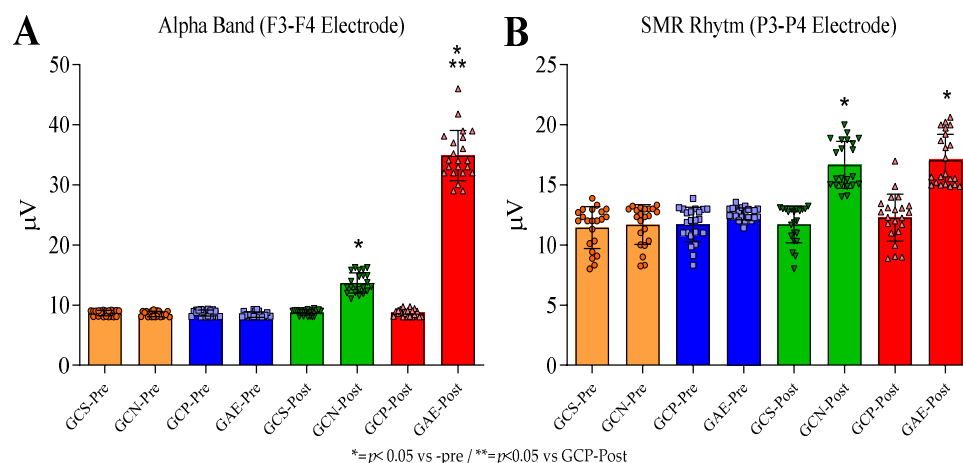 A
Alpha Band (F3-F4 Electrode)
µV
50
40
30
20
10
0
*
*
**
GCS-Pre
GCN-Pre
GCP-Pre
GAE-Pre
GCS-Post
GCN-Post
GCP-Post
GAE-Post
B
SMR Rhytm (P3-P4 Electrode)
µV
25
20
15
10
5
0
*
*
GCS-Pre
GCN-Pre
GCP-Pre
GAE-Pre
GCS-Post
GCN-Post
GCP-Post
GAE-Post
*=p< 0.05 vs -pre / **=p<0.05 vs GCP-Post